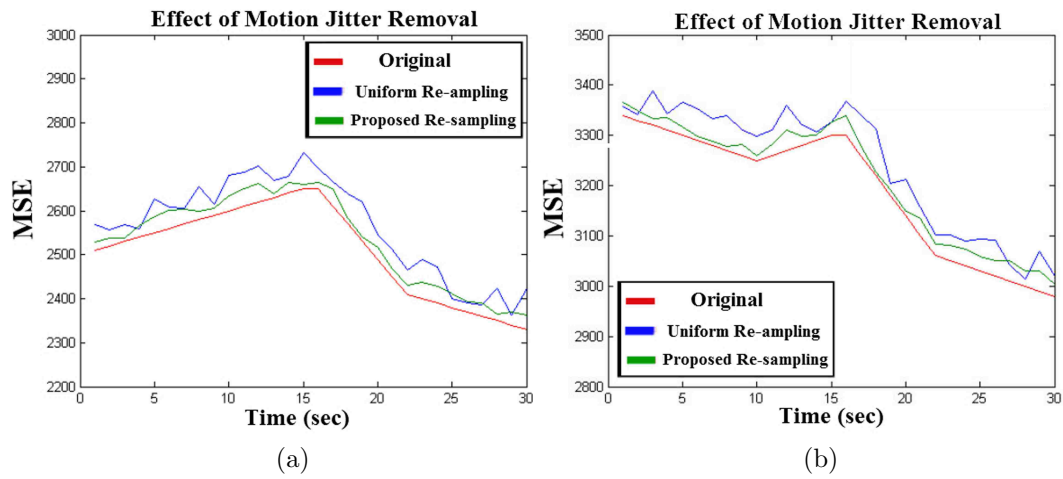 Effect of Motion Jitter Removal
3000
2900
2800
2700
2600
2500
2400
2300
2200
MSE
Original
Uniform Re-ampling
Proposed Re-sampling
0 5 10 15 20 25 30
Time (sec)
(a)
Effect of Motion Jitter Removal
3500
3400
3300
3200
3100
3000
2900
2800
MSE
Original
Uniform Re-ampling
Proposed Re-sampling
0 5 10 15 20 25 30
Time (sec)
(b)